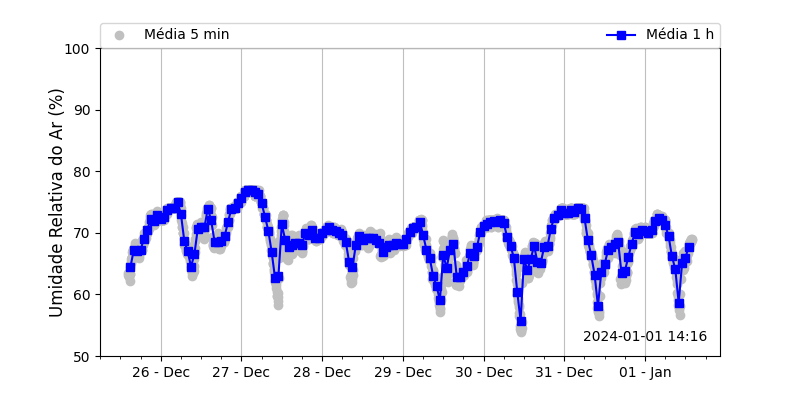 Média 5 min Média 1 h
Umidade Relativa do Ar (%)
100
90
80
70
60
50
2024-01-01 14:16
26 - Dec 27 - Dec 28 - Dec 29 - Dec 30 - Dec 31 - Dec 01 - Jan